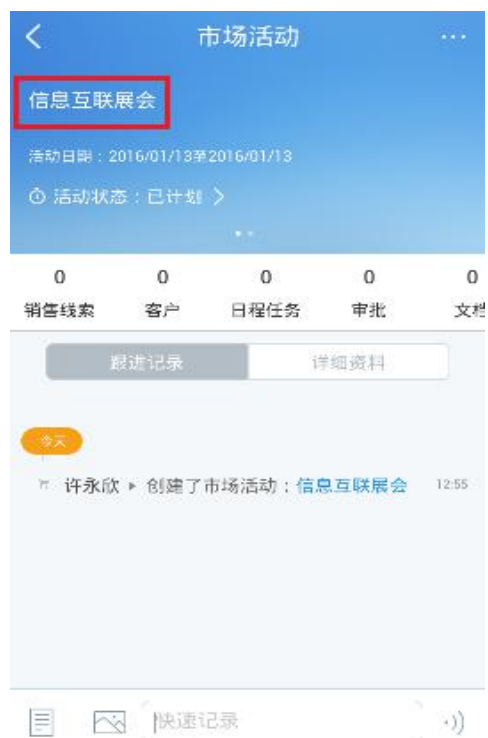 市场活动
信息互联展会
活动日期：2016/01/13至2016/01/13
活动状态：已计划
0 0 0 0 0
销售线索 客户 日程任务 审批 文档
跟进记录 详细资料
今天
许永欣 创建了市场活动：信息互联展会 12:55
快速记录